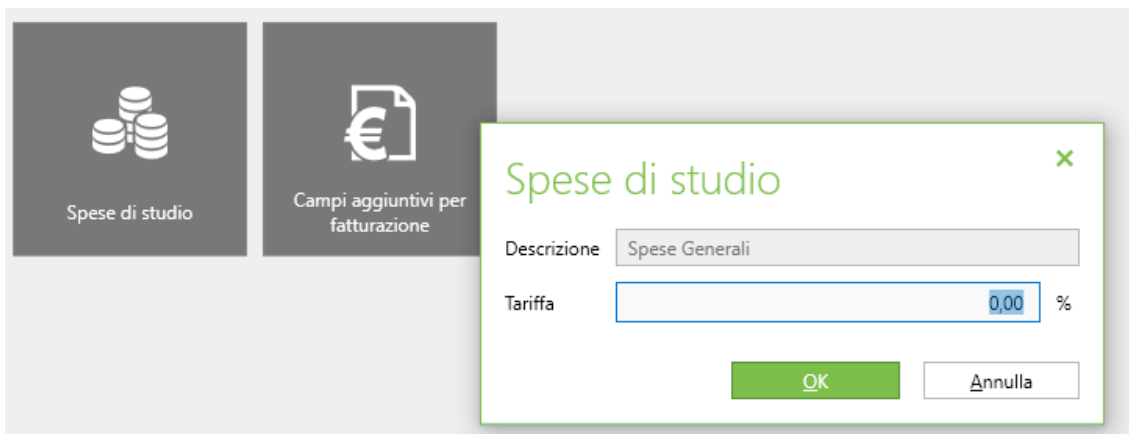 Spese di studio
Campi aggiuntivi per
fatturazione
Spese di studio
Descrizione Spese Generali
Tariffa 0,00 %
OK Annulla